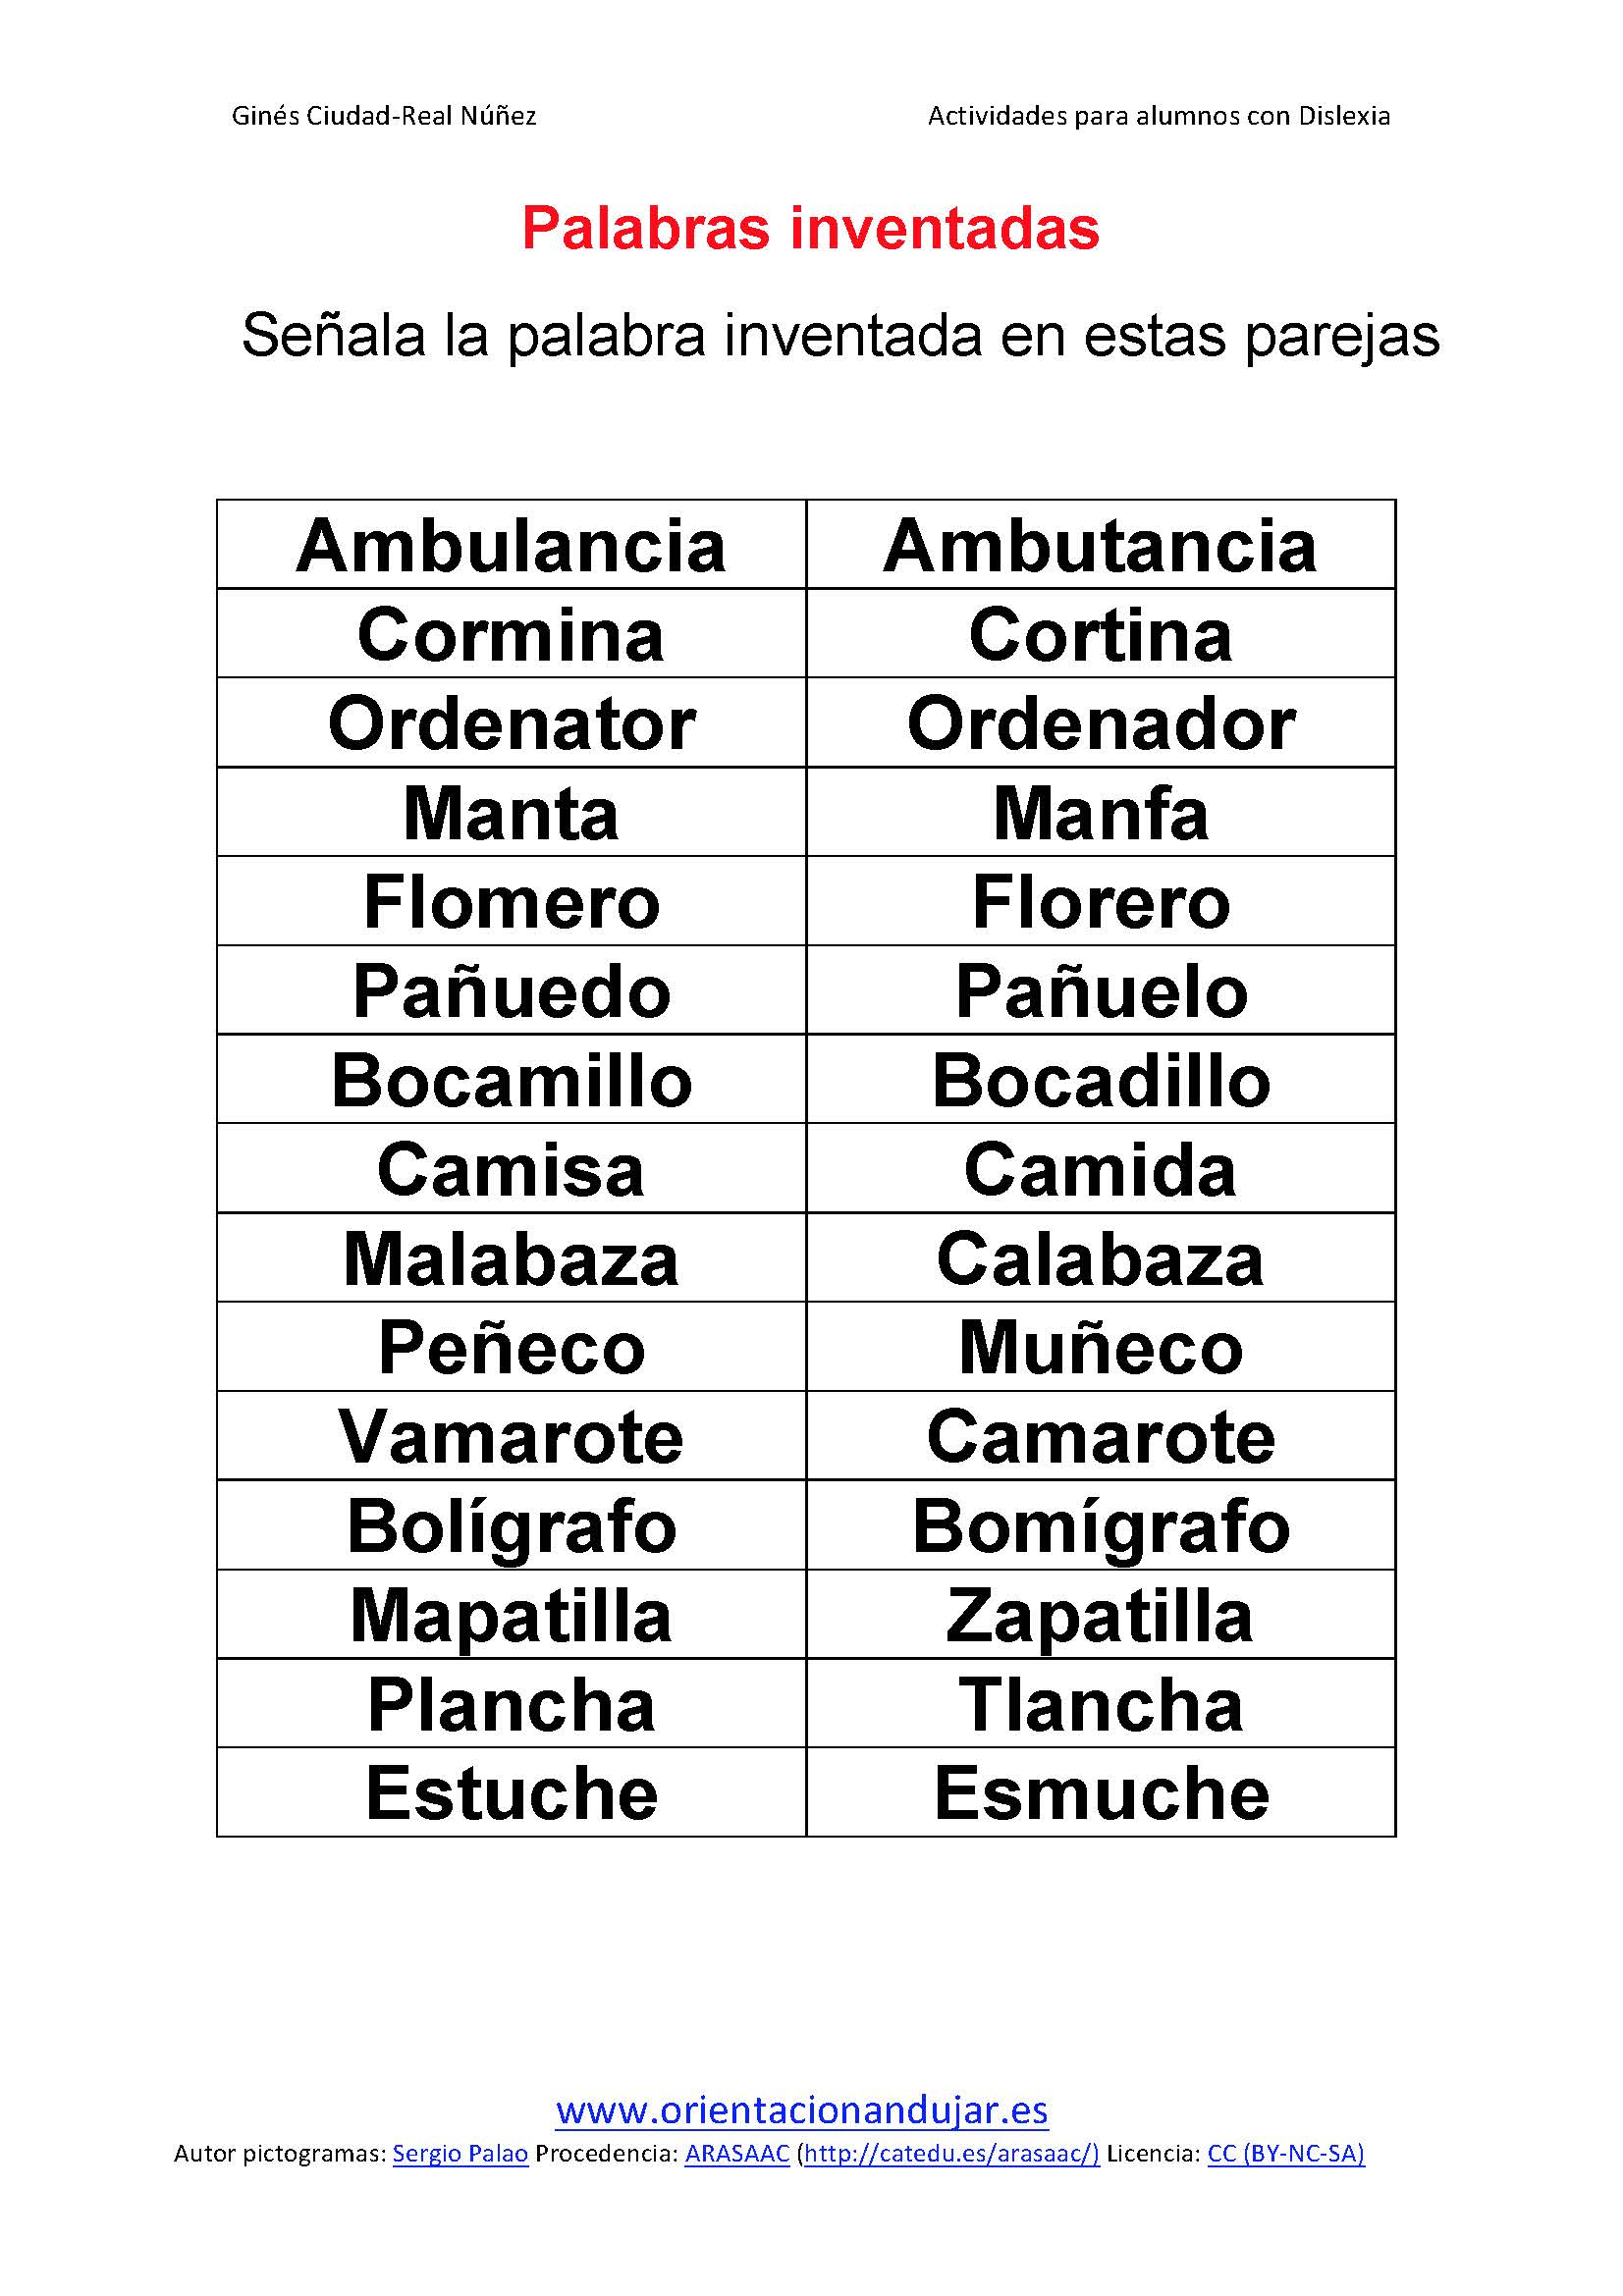 Ginés Ciudad-Real Núñez Actividades para alumnos con Dislexia
Palabras inventadas
Señala la palabra inventada en estas parejas
Ambulancia Ambutancia
Cormina Cortina
Ordenator Ordenador
Manta Manfa
Flomero Florero
Pañuedo Pañuelo
Bocamillo Bocadillo
Camisa Camida
Malabaza Calabaza
Peñeco Muñeco
Vamarote Camarote
Bolígrafo Bomígrafo
Mapatilla Zapatilla
Plancha Tlancha
Estuche Esmuche
www.orientacionandujar.es
Autor pictogramas: Sergio Palao Procedencia: ARASAAC (http://catedu.es/arasaac/) Licencia: CC (BY-NC-SA)